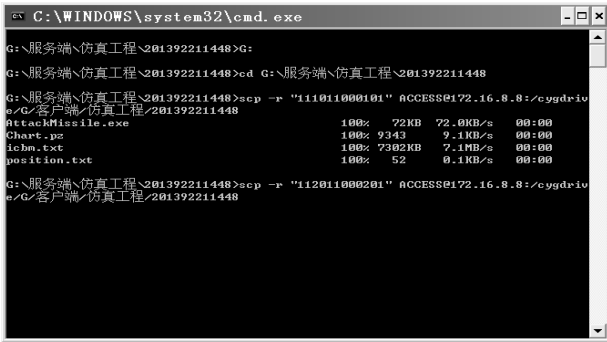 C:\WINDOWS\system32\cmd.exe
G:\服务端\仿真工程\201392211448>G:
G:\服务端\仿真工程\201392211448>cd G:\服务端\仿真工程\201392211448
G:\服务端\仿真工程\201392211448>scp -r "111011000101" ACCESS@172.16.8.8:/cygdriv
e/G/客户端/仿真工程/201392211448
AttackMissile.exe 100% 72KB 72.0KB/s 00:00
Chart.pz 100% 9343 9.1KB/s 00:00
icbm.txt 100% 7302KB 7.1MB/s 00:00
position.txt 100% 52 0.1KB/s 00:00
G:\服务端\仿真工程\201392211448>scp -r "112011000201" ACCESS@172.16.8.8:/cygdriv
e/G/客户端/仿真工程/201392211448